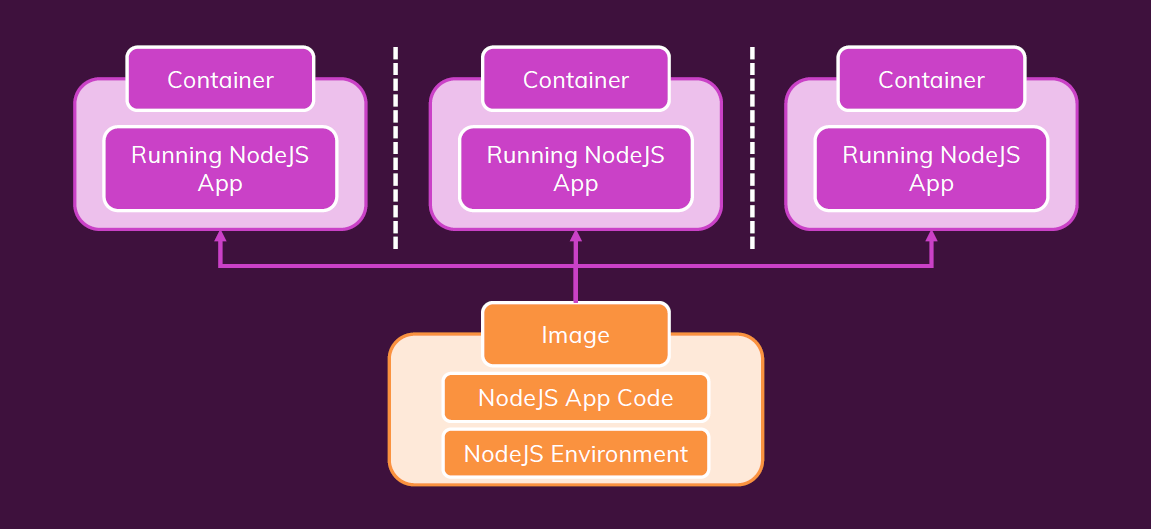 Container
Running NodeJS
App
Container
Running NodeJS
App
Container
Running NodeJS
App
Image
NodeJS App Code
NodeJS Environment